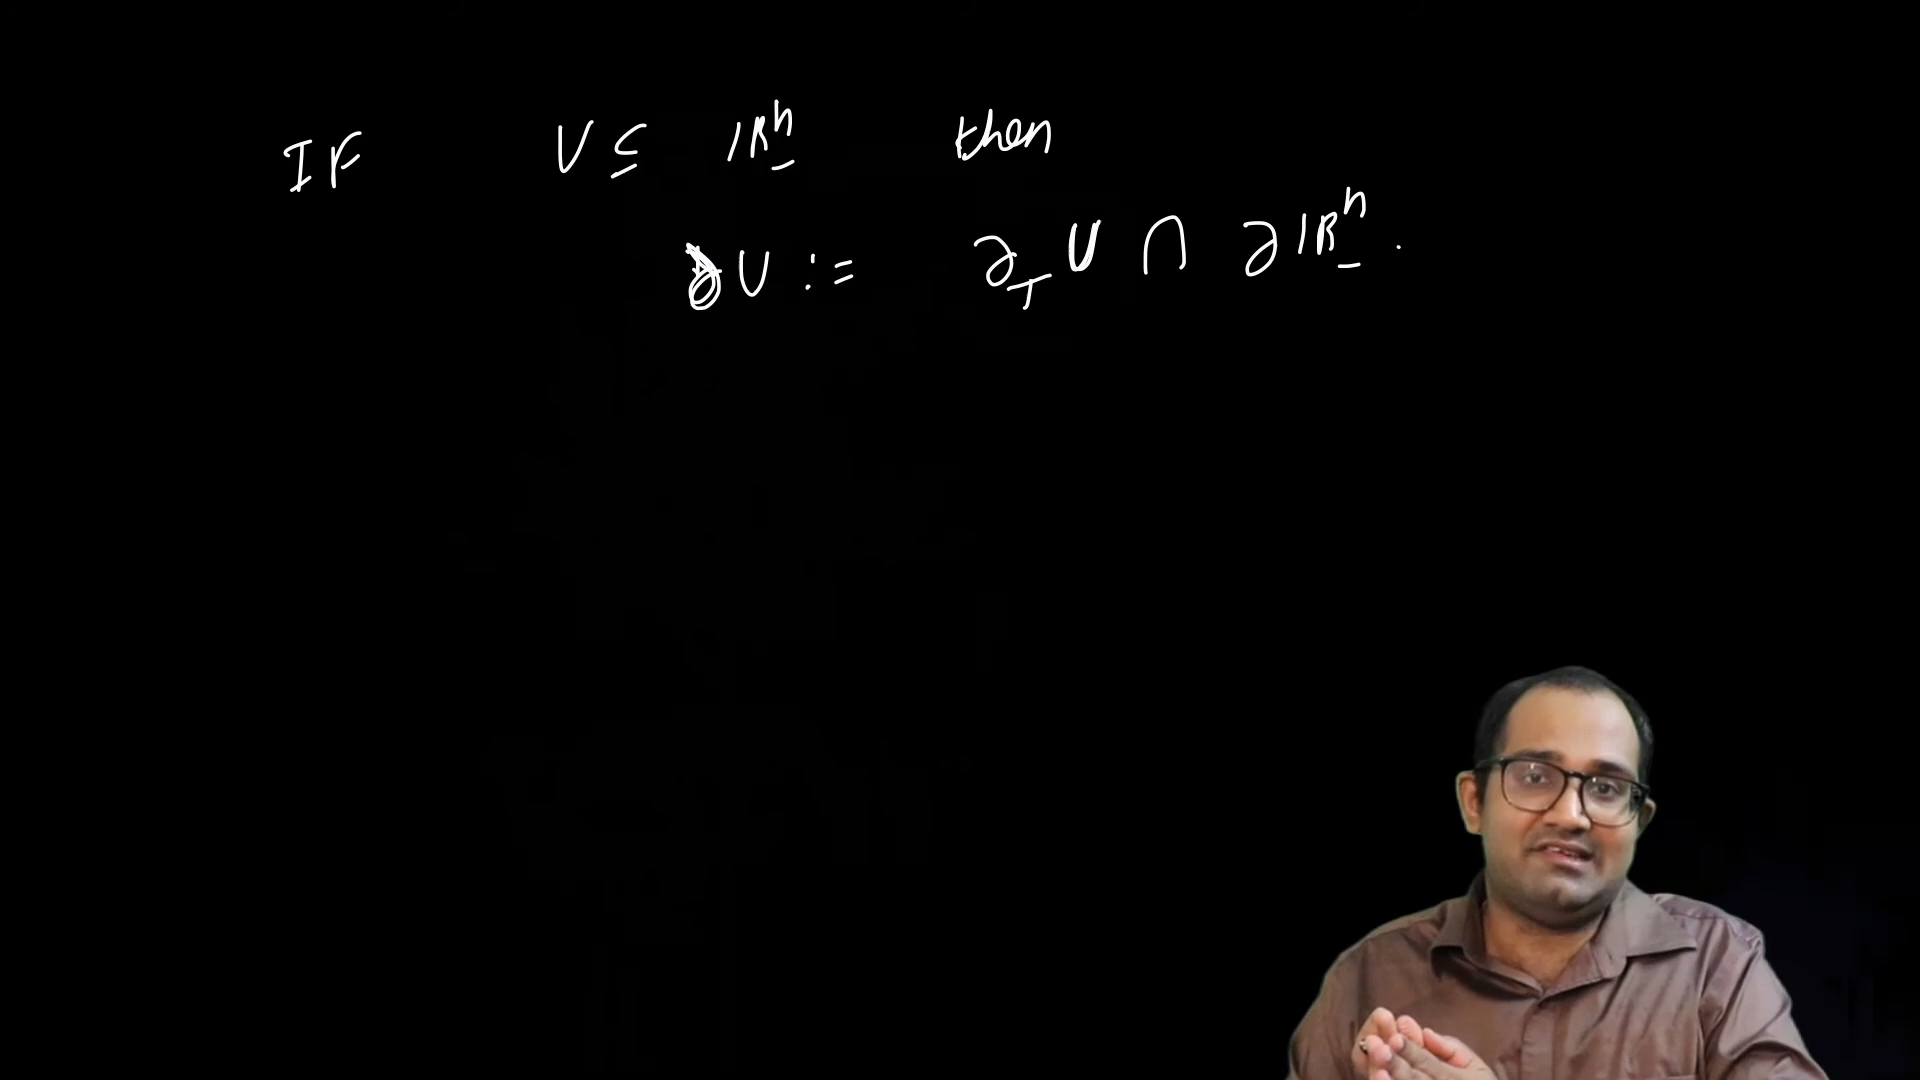 IF U ⊆ ℝⁿ₋ then
∂U := ∂_T U ∩ ∂ℝⁿ₋ .